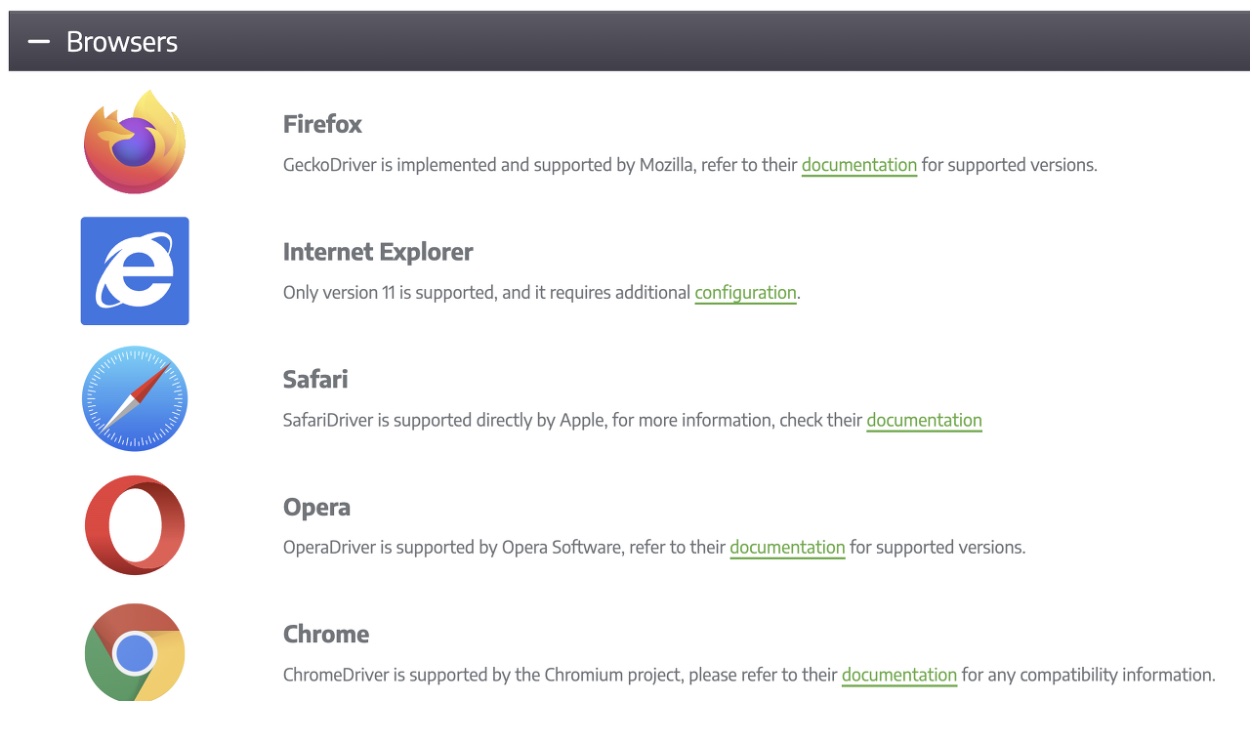 Browsers
Firefox
GeckoDriver is implemented and supported by Mozilla, refer to their documentation for supported versions.
Internet Explorer
Only version 11 is supported, and it requires additional configuration.
Safari
SafariDriver is supported directly by Apple, for more information, check their documentation
Opera
OperaDriver is supported by Opera Software, refer to their documentation for supported versions.
Chrome
ChromeDriver is supported by the Chromium project, please refer to their documentation for any compatibility information.